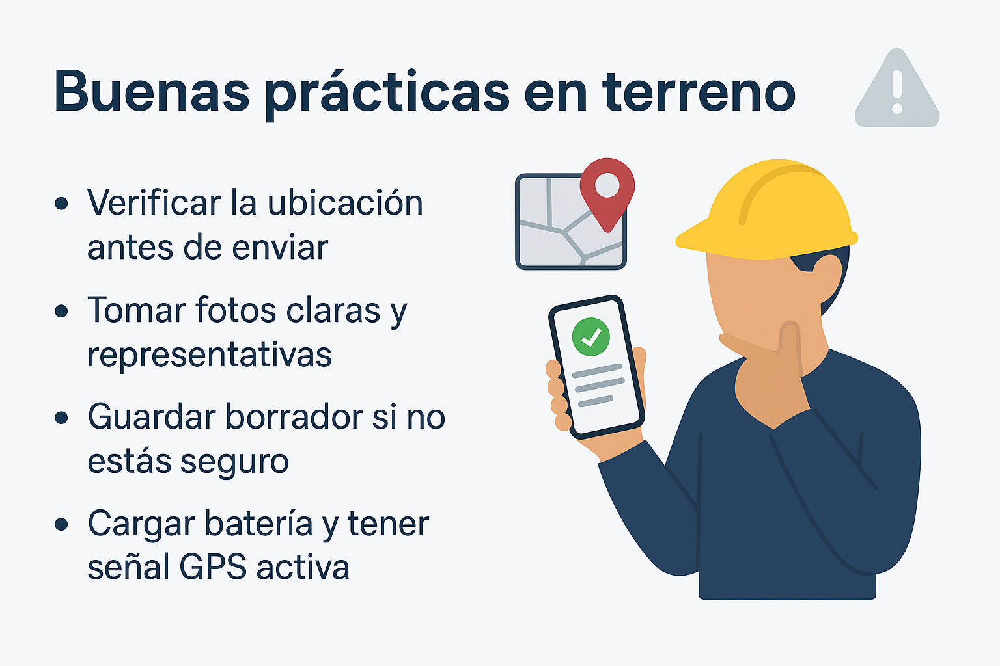 Buenas prácticas en terreno
• Verificar la ubicación
antes de enviar
• Tomar fotos claras y
representativas
• Guardar borrador si no
estás seguro
• Cargar batería y tener
señal GPS activa